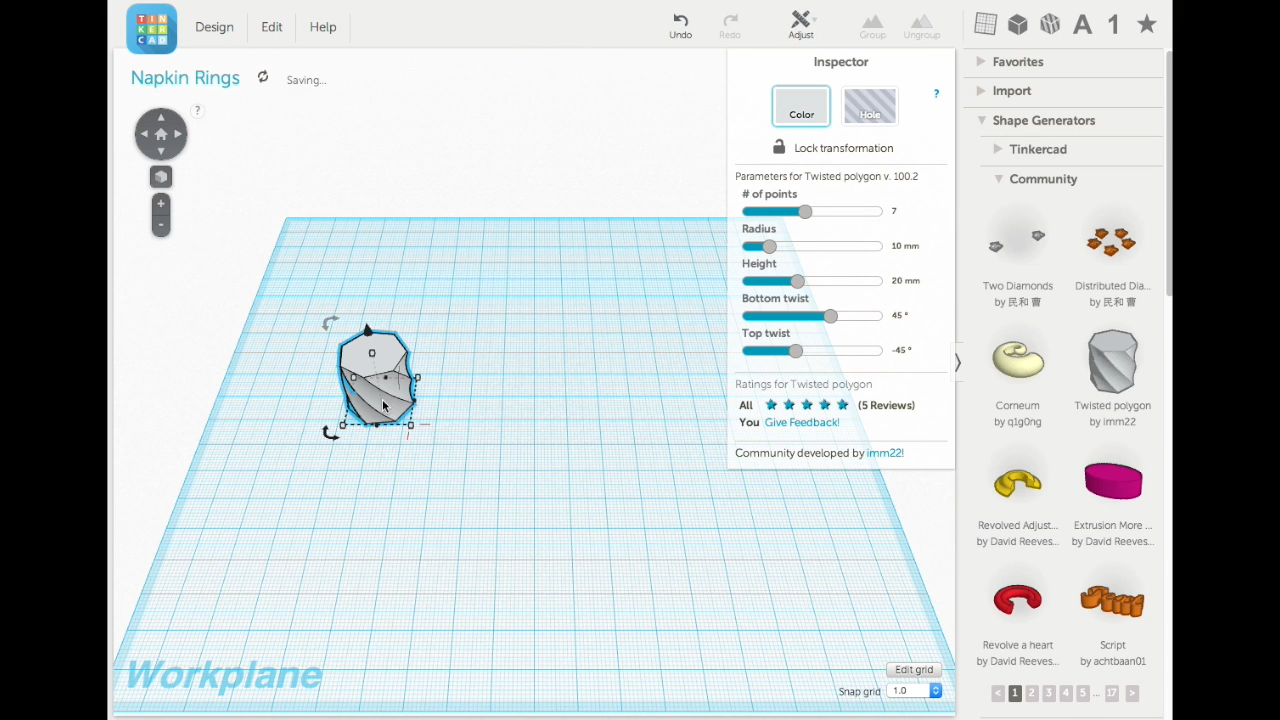 TIN
KER
CAD
Design
Edit
Help
Undo
Redo
Adjust
Group
Ungroup
A
1
Napkin Rings
Saving...
?
+
-
Inspector
Color
Hole
?
Lock transformation
Parameters for Twisted polygon v. 100.2
# of points
7
Radius
10 mm
Height
20 mm
Bottom twist
45 °
Top twist
-45 °
Ratings for Twisted polygon
All
(5 Reviews)
You Give Feedback!
Community developed by imm22!
Favorites
Import
Shape Generators
Tinkercad
Community
Two Diamonds
by 民和 曹
Distributed Dia...
by 民和 曹
Corneum
by q1g0ng
Twisted polygon
by imm22
Revolved Adjust...
by David Reeves...
Extrusion More ...
by David Reeves...
Revolve a heart
by David Reeves...
Script
by achtbaan01
< 1 2 3 4 5 ... 17 >
Workplane
Edit grid
Snap grid 1.0